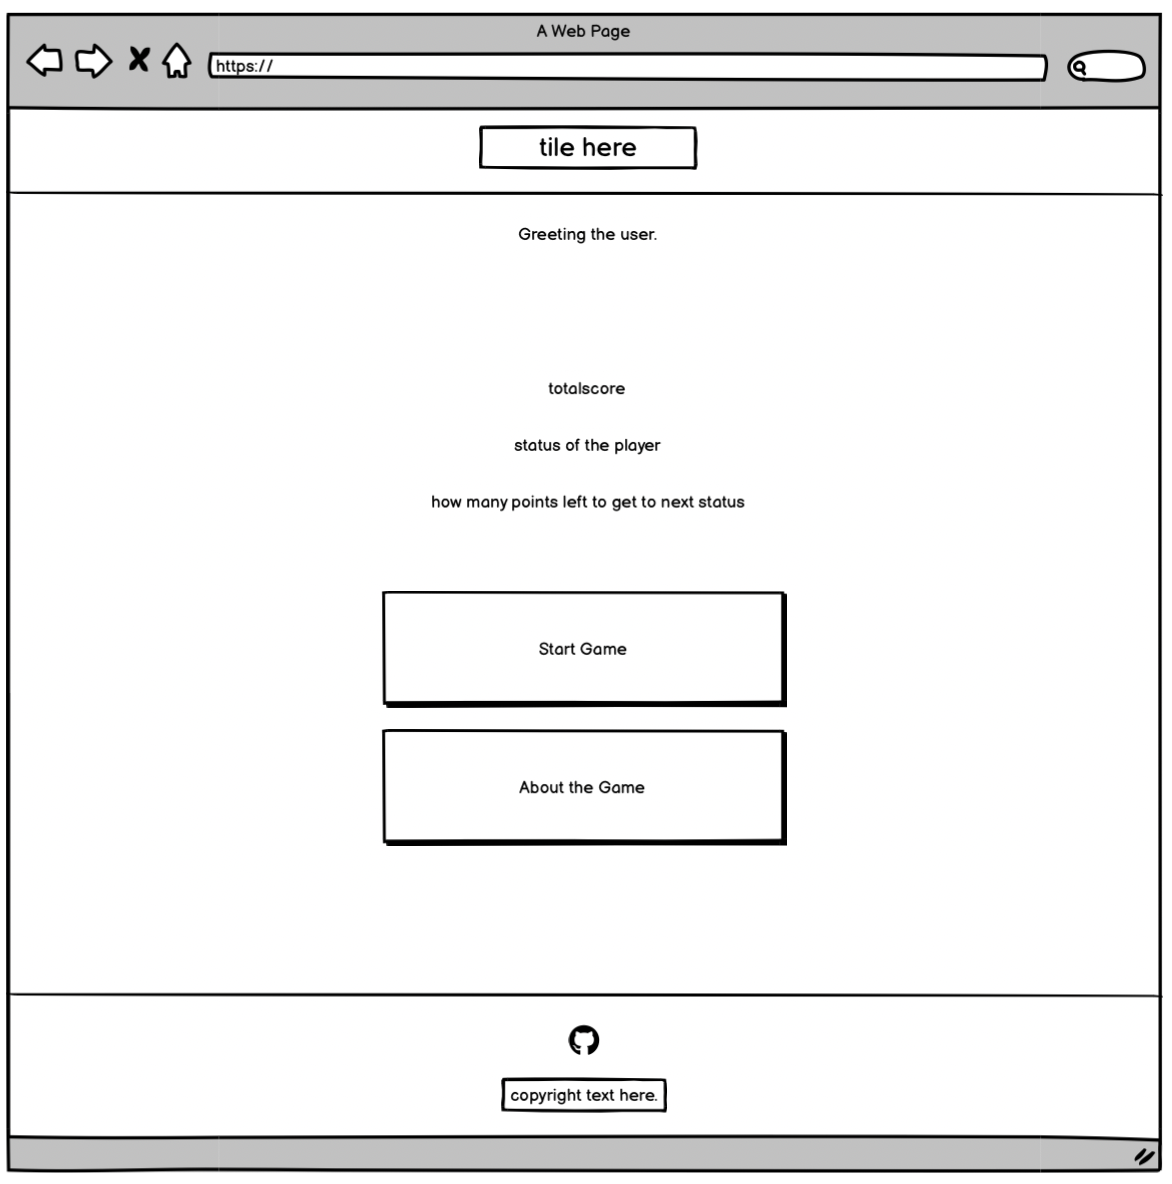 A Web Page
https://
tile here
Greeting the user.
totalscore
status of the player
how many points left to get to next status
Start Game
About the Game
copyright text here.